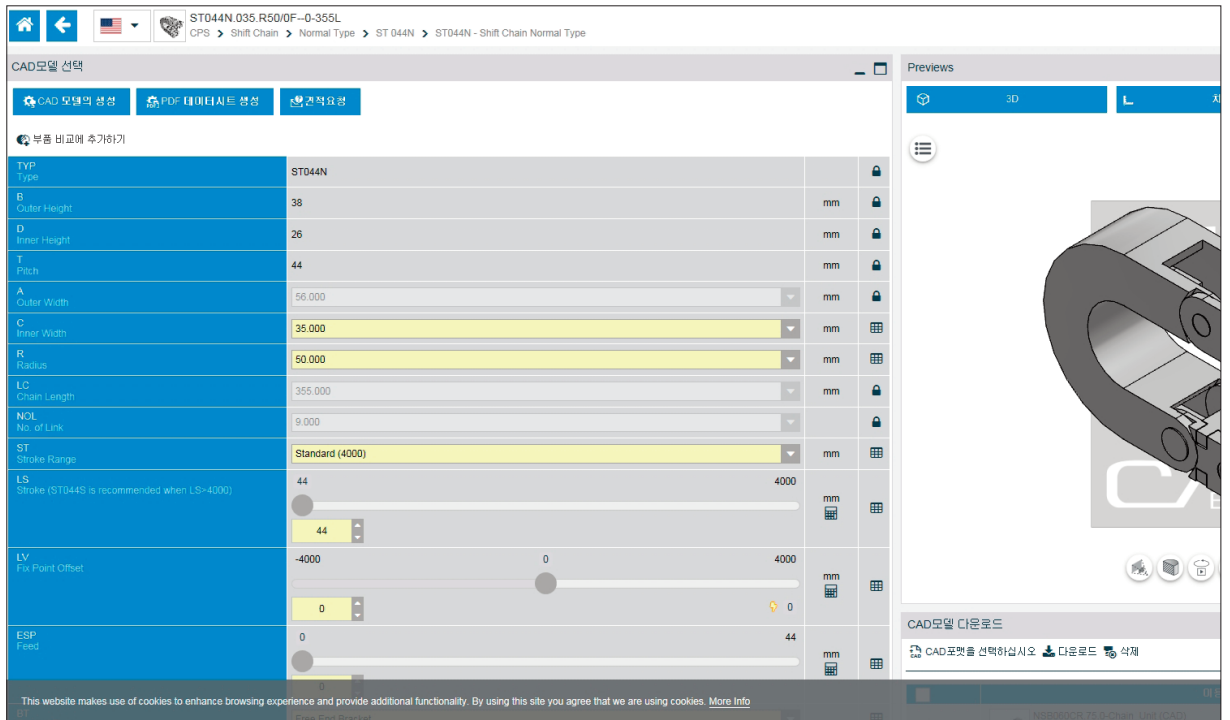 ST044N.035.R50/0F--0-355L
CPS > Shift Chain > Normal Type > ST 044N > ST044N - Shift Chain Normal Type
CAD모델 선택
CAD 모델의 생성
PDF 데이터시트 생성
견적요청
부품 비교에 추가하기
TYP
Type
ST044N
B
Outer Height
38
mm
D
Inner Height
26
mm
T
Pitch
44
mm
A
Outer Width
56.000
mm
C
Inner Width
35.000
mm
R
Radius
50.000
mm
LC
Chain Length
355.000
mm
NOL
No. of Link
9.000
ST
Stroke Range
Standard (4000)
mm
LS
Stroke (ST044S is recommended when LS>4000)
44 4000
44
mm
LV
Fix Point Offset
-4000 0 4000
0
0
mm
ESP
Feed
0 44
0
mm
This website makes use of cookies to enhance browsing experience and provide additional functionality. By using this site you agree that we are using cookies. More Info
Free End Bracket
Previews
3D
CAD모델 다운로드
CAD포맷을 선택하십시오 다운로드 삭제